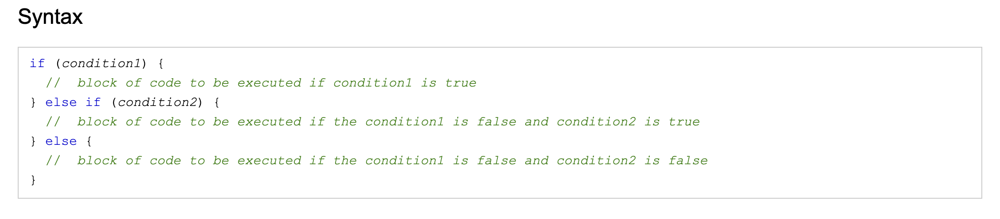 Syntax
if (condition1) {
  //  block of code to be executed if condition1 is true
} else if (condition2) {
  //  block of code to be executed if the condition1 is false and condition2 is true
} else {
  //  block of code to be executed if the condition1 is false and condition2 is false
}